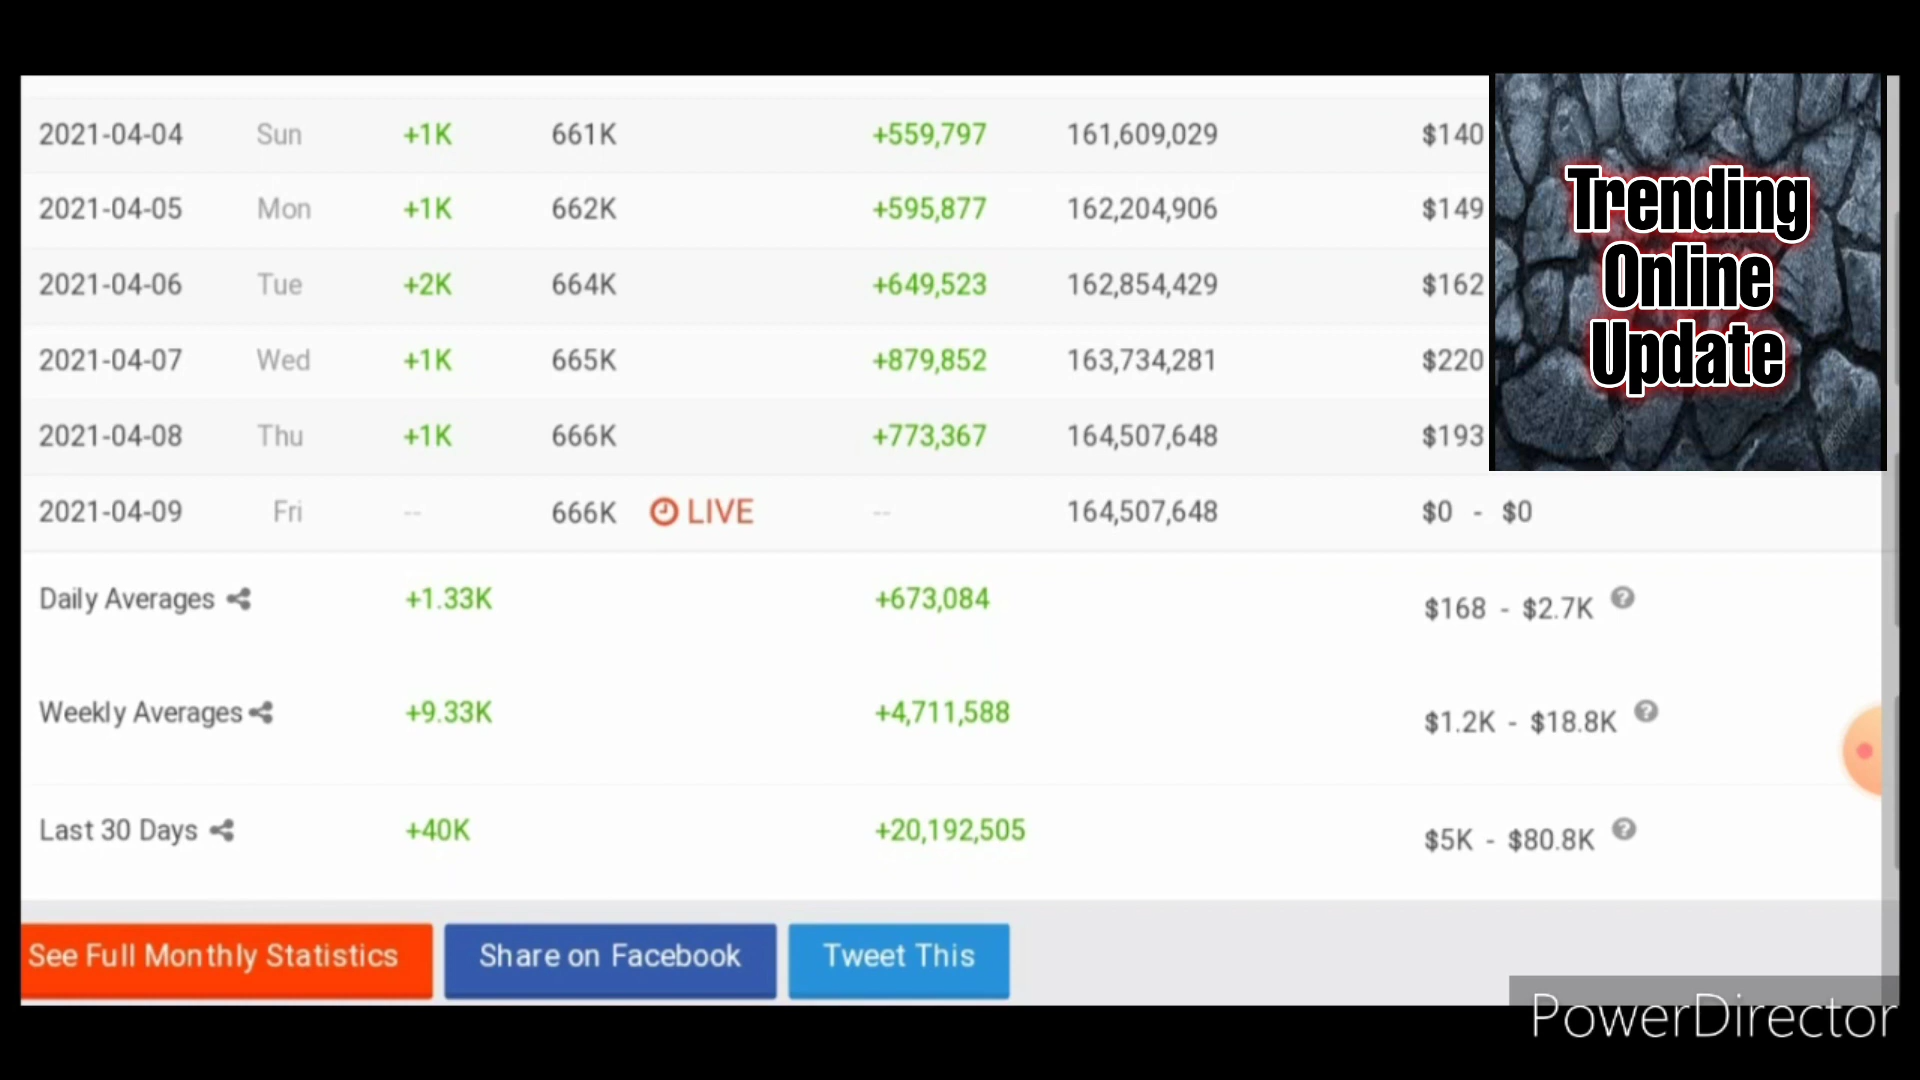 2021-04-04 Sun +1K 661K +559,797 161,609,029 $140
2021-04-05 Mon +1K 662K +595,877 162,204,906 $149
2021-04-06 Tue +2K 664K +649,523 162,854,429 $162
2021-04-07 Wed +1K 665K +879,852 163,734,281 $220
2021-04-08 Thu +1K 666K +773,367 164,507,648 $193
2021-04-09 Fri -- 666K LIVE -- 164,507,648 $0 - $0
Daily Averages +1.33K +673,084 $168 - $2.7K ?
Weekly Averages +9.33K +4,711,588 $1.2K - $18.8K ?
Last 30 Days +40K +20,192,505 $5K - $80.8K ?
See Full Monthly Statistics Share on Facebook Tweet This
Trending
Online
Update
PowerDirector